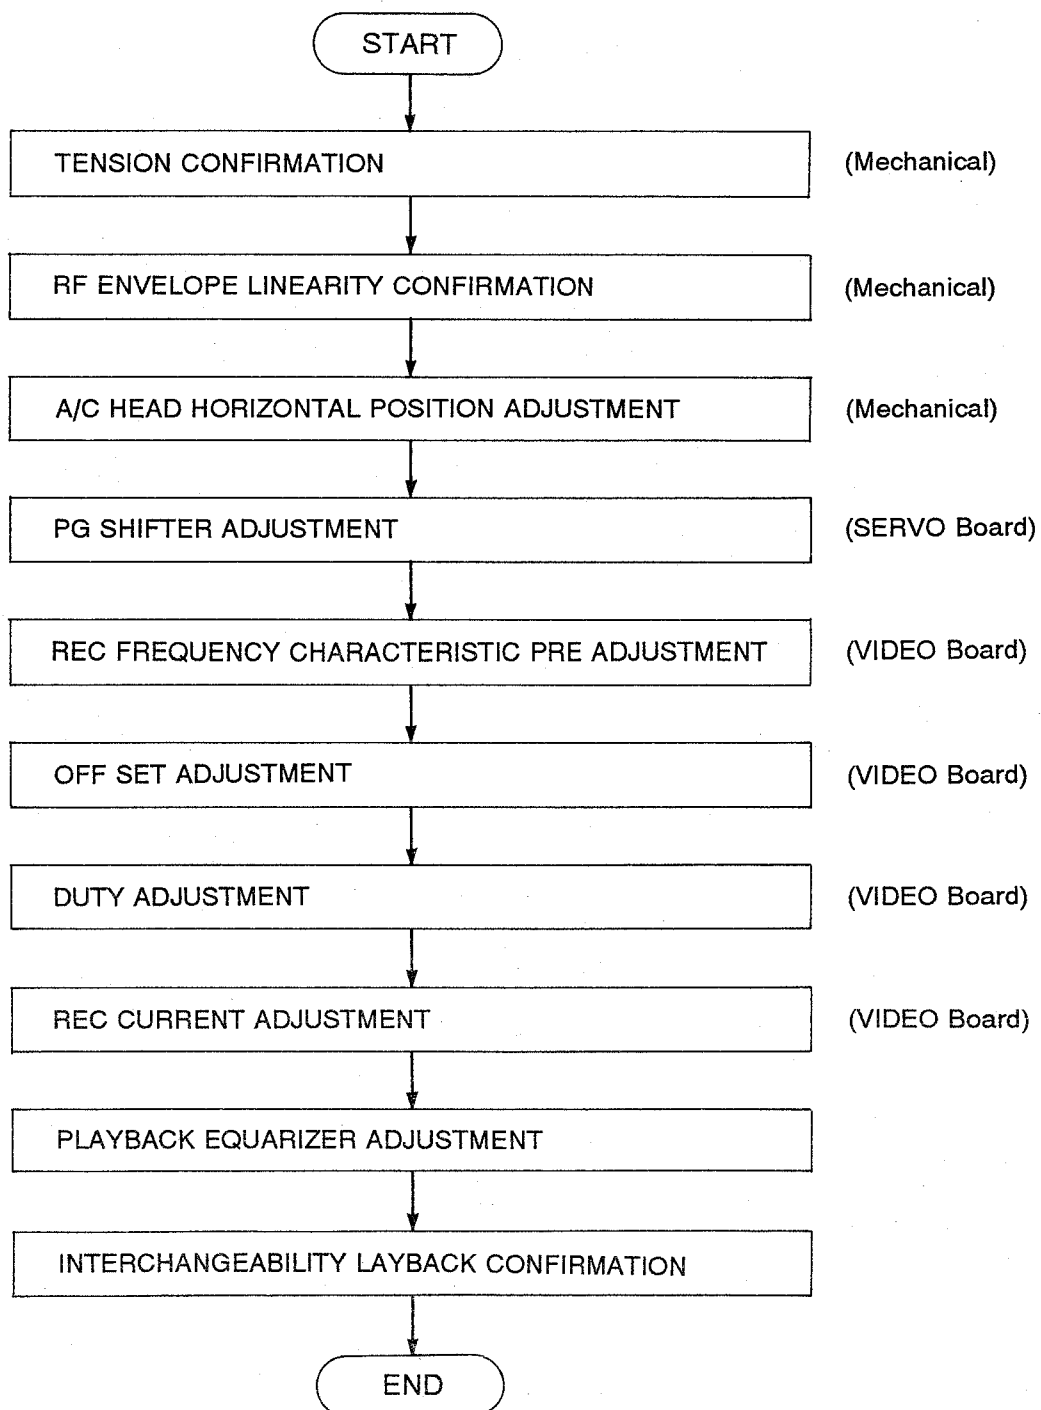 START
TENSION CONFIRMATION (Mechanical)
RF ENVELOPE LINEARITY CONFIRMATION (Mechanical)
A/C HEAD HORIZONTAL POSITION ADJUSTMENT (Mechanical)
PG SHIFTER ADJUSTMENT (SERVO Board)
REC FREQUENCY CHARACTERISTIC PRE ADJUSTMENT (VIDEO Board)
OFF SET ADJUSTMENT (VIDEO Board)
DUTY ADJUSTMENT (VIDEO Board)
REC CURRENT ADJUSTMENT (VIDEO Board)
PLAYBACK EQUARIZER ADJUSTMENT
INTERCHANGEABILITY LAYBACK CONFIRMATION
END